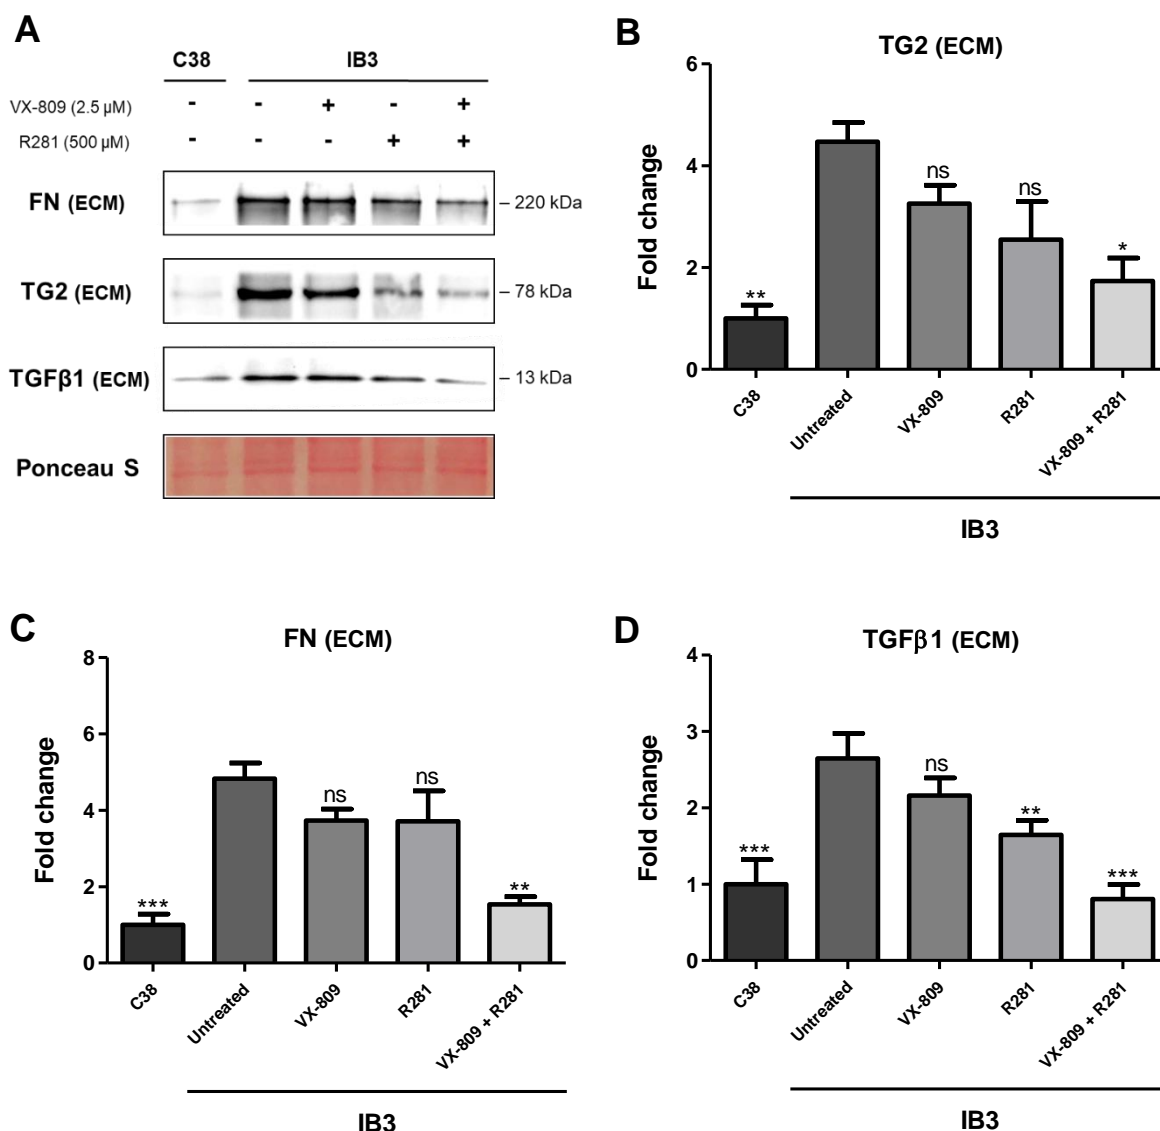 A
C38 IB3
VX-809 (2.5 µM) - - + - +
R281 (500 µM) - - - + +
FN (ECM) – 220 kDa
TG2 (ECM) – 78 kDa
TGFβ1 (ECM) – 13 kDa
Ponceau S
B
TG2 (ECM)
Fold change
6
4
2
0
** ns ns *
C38 Untreated VX-809 R281 VX-809 + R281
IB3
C
FN (ECM)
Fold change
8
6
4
2
0
*** ns ns **
C38 Untreated VX-809 R281 VX-809 + R281
IB3
D
TGFβ1 (ECM)
Fold change
4
3
2
1
0
*** ns ** ***
C38 Untreated VX-809 R281 VX-809 + R281
IB3